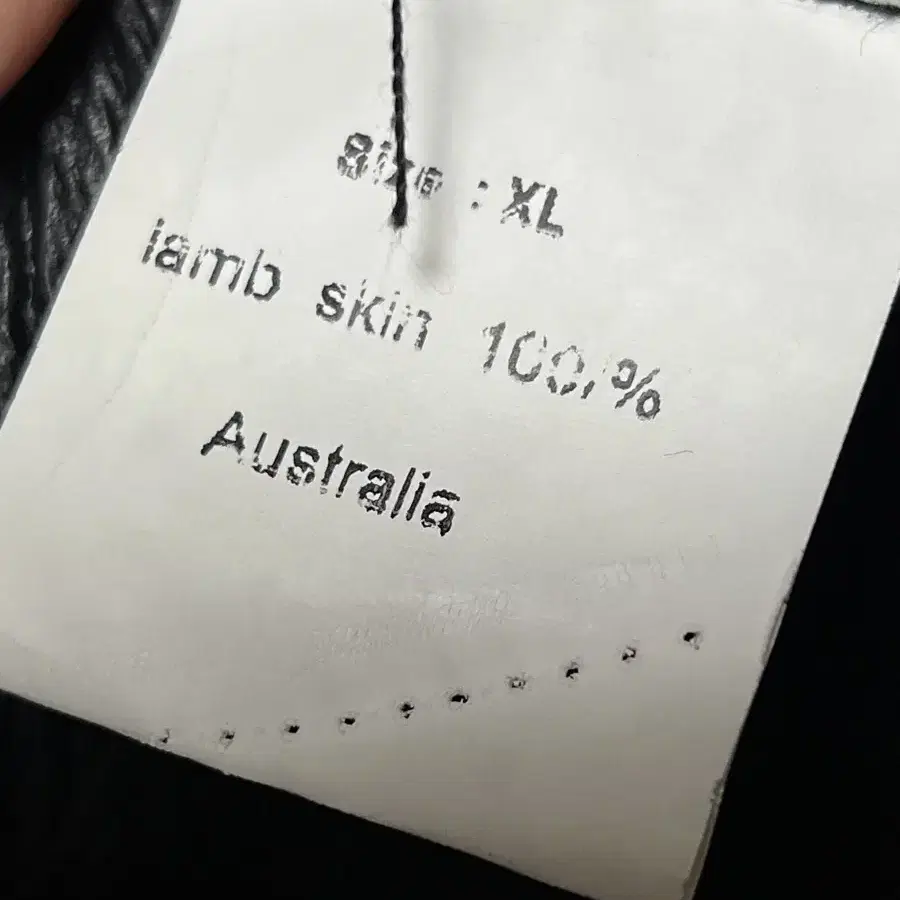 Size : XL
lamb skin 100%
Australia